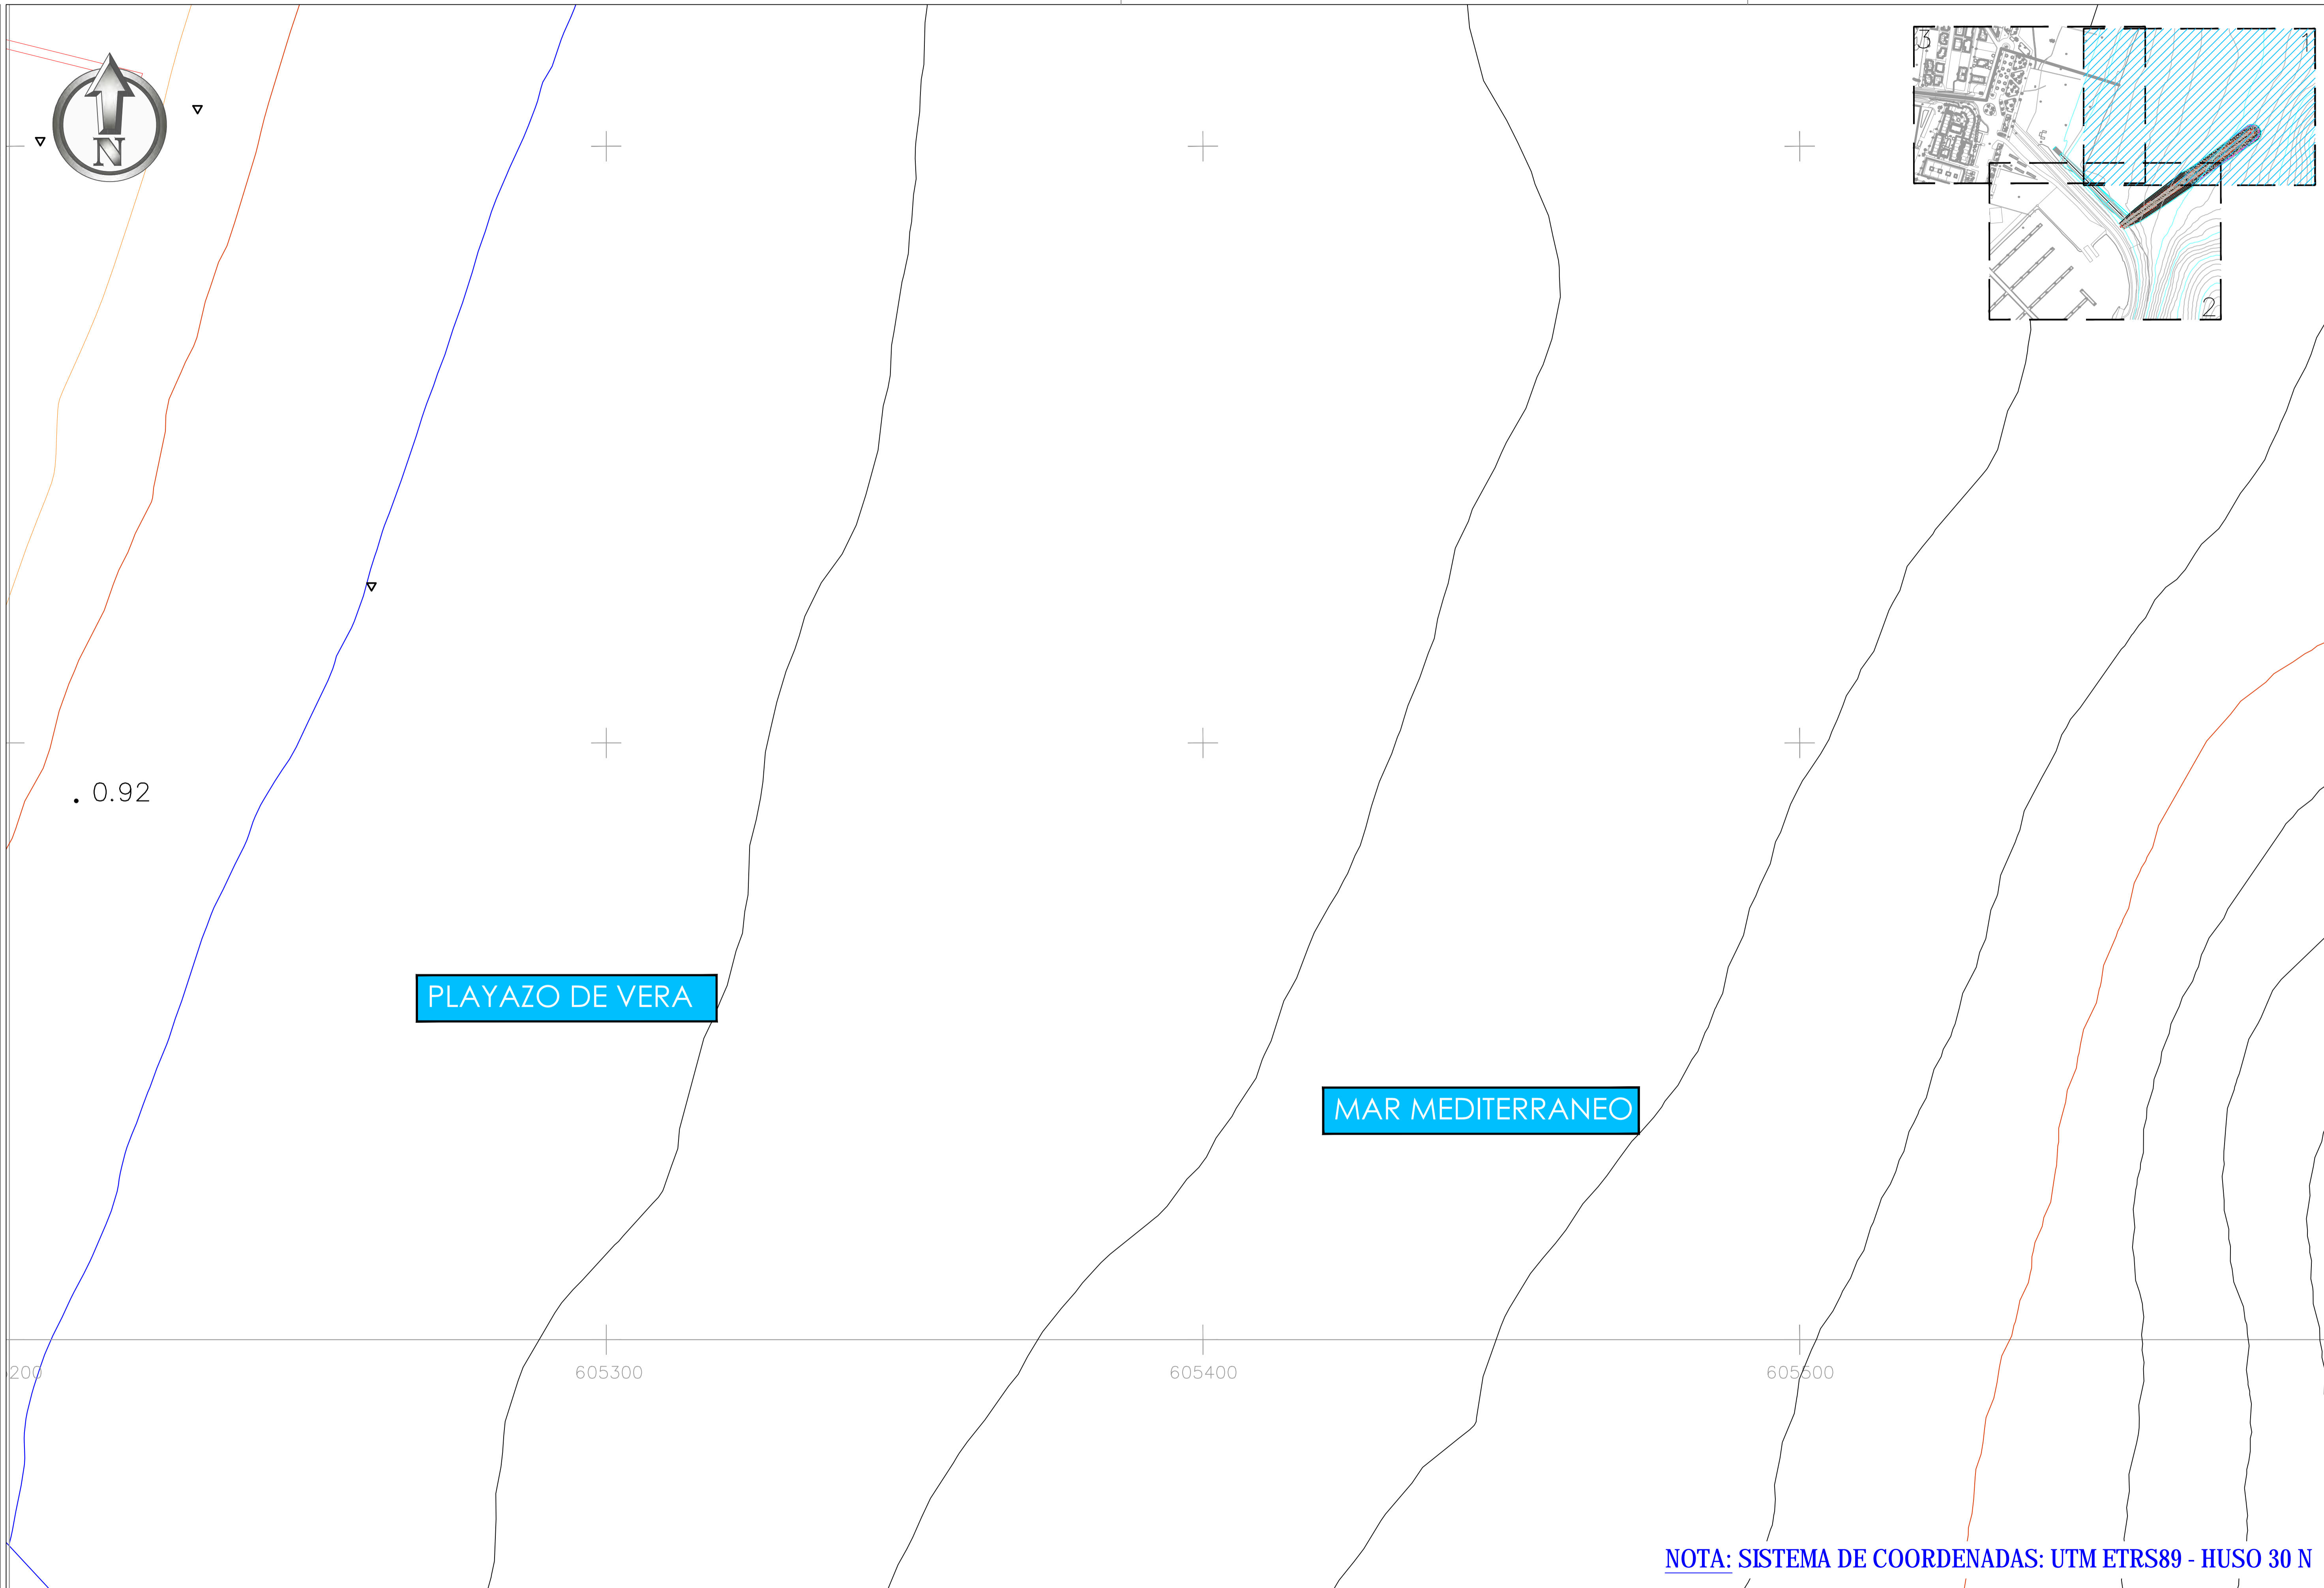 3
1
N
2
0.92
PLAYAZO DE VERA
MAR MEDITERRANEO
200
605300
605400
605500
NOTA: SISTEMA DE COORDENADAS: UTM ETRS89 - HUSO 30 N